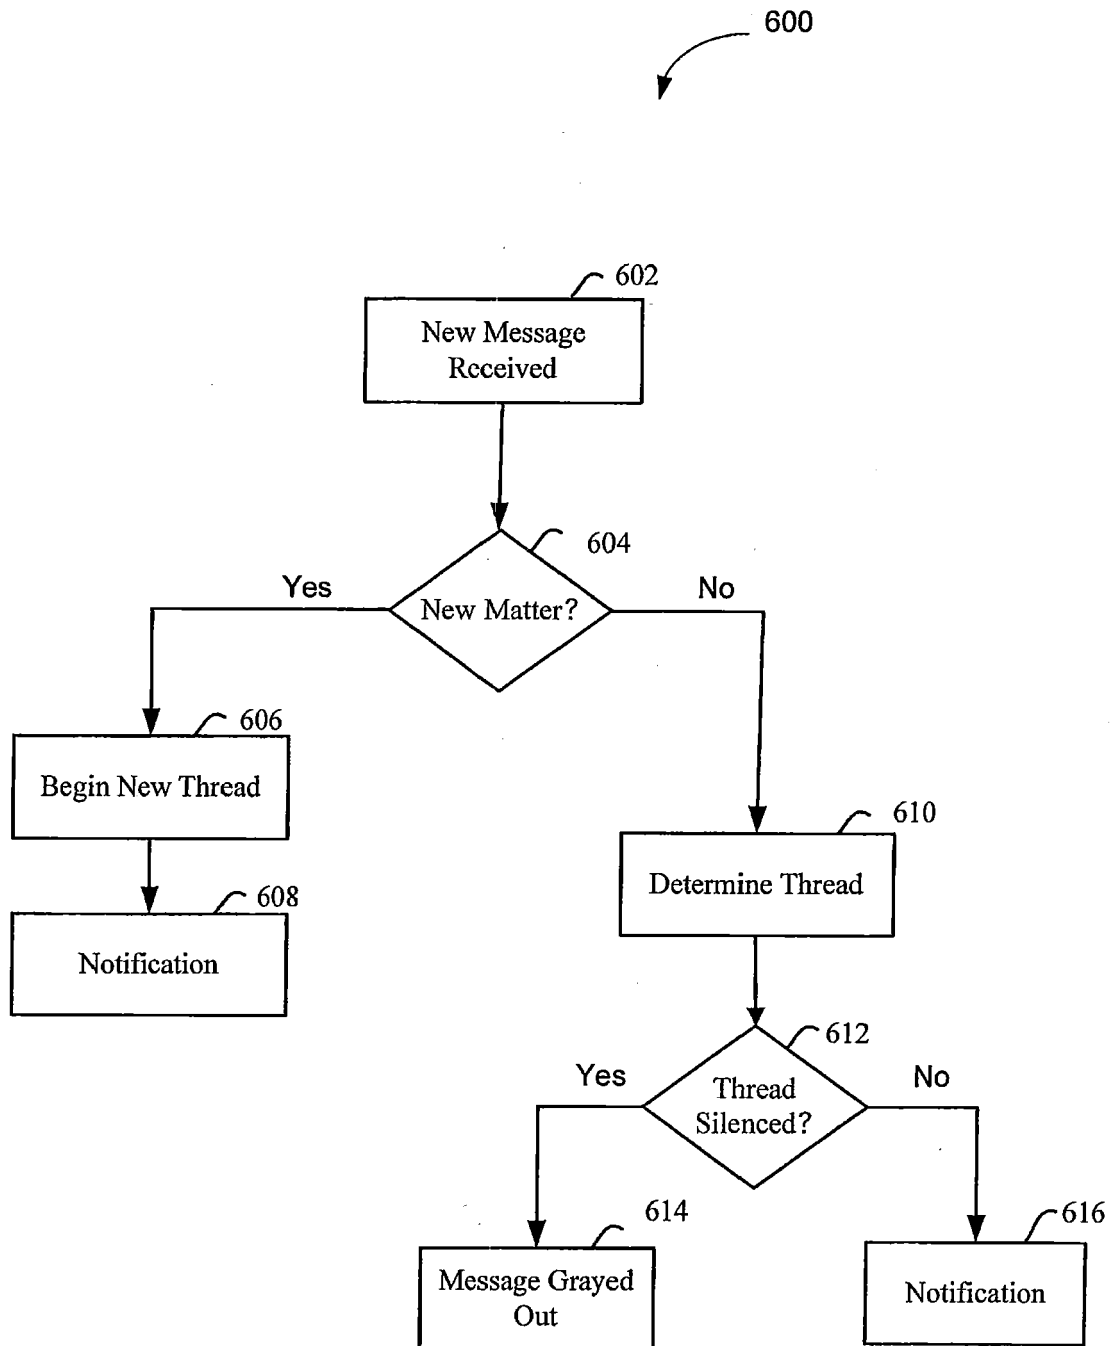 600
602
New Message
Received
604
Yes
New Matter?
No
606
Begin New Thread
610
Determine Thread
608
Notification
612
Yes
Thread
Silenced?
No
614
Message Grayed
Out
616
Notification